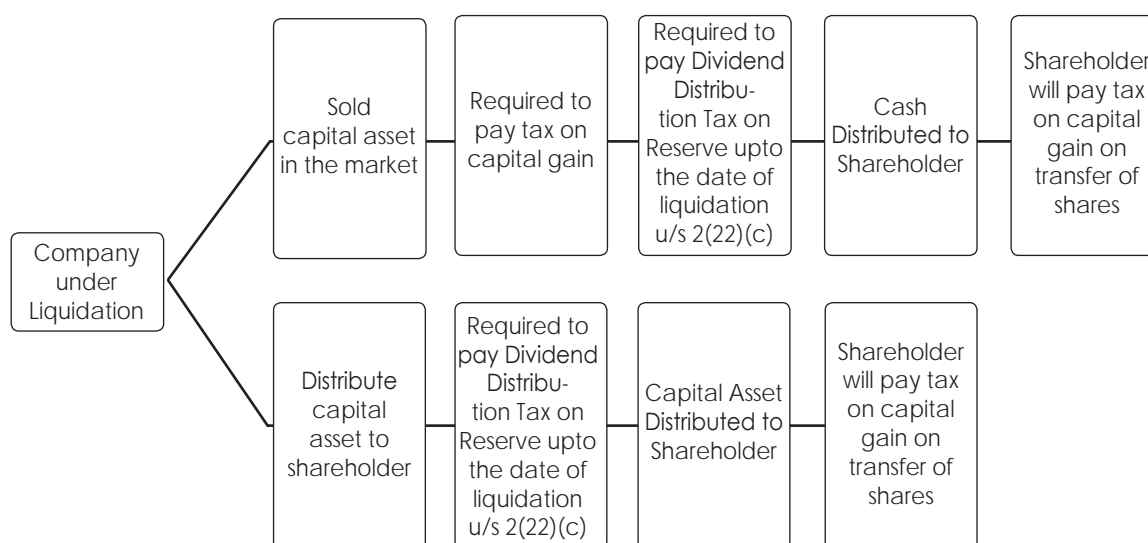 Company
under
Liquidation
Sold
capital asset
in the market
Required to
pay tax on
capital gain
Required to
pay Dividend
Distribu-
tion Tax on
Reserve upto
the date of
liquidation
u/s 2(22)(c)
Cash
Distributed to
Shareholder
Shareholder
will pay tax
on capital
gain on
transfer of
shares
Distribute
capital
asset to
shareholder
Required to
pay Dividend
Distribu-
tion Tax on
Reserve upto
the date of
liquidation
u/s 2(22)(c)
Capital Asset
Distributed to
Shareholder
Shareholder
will pay tax
on capital
gain on
transfer of
shares